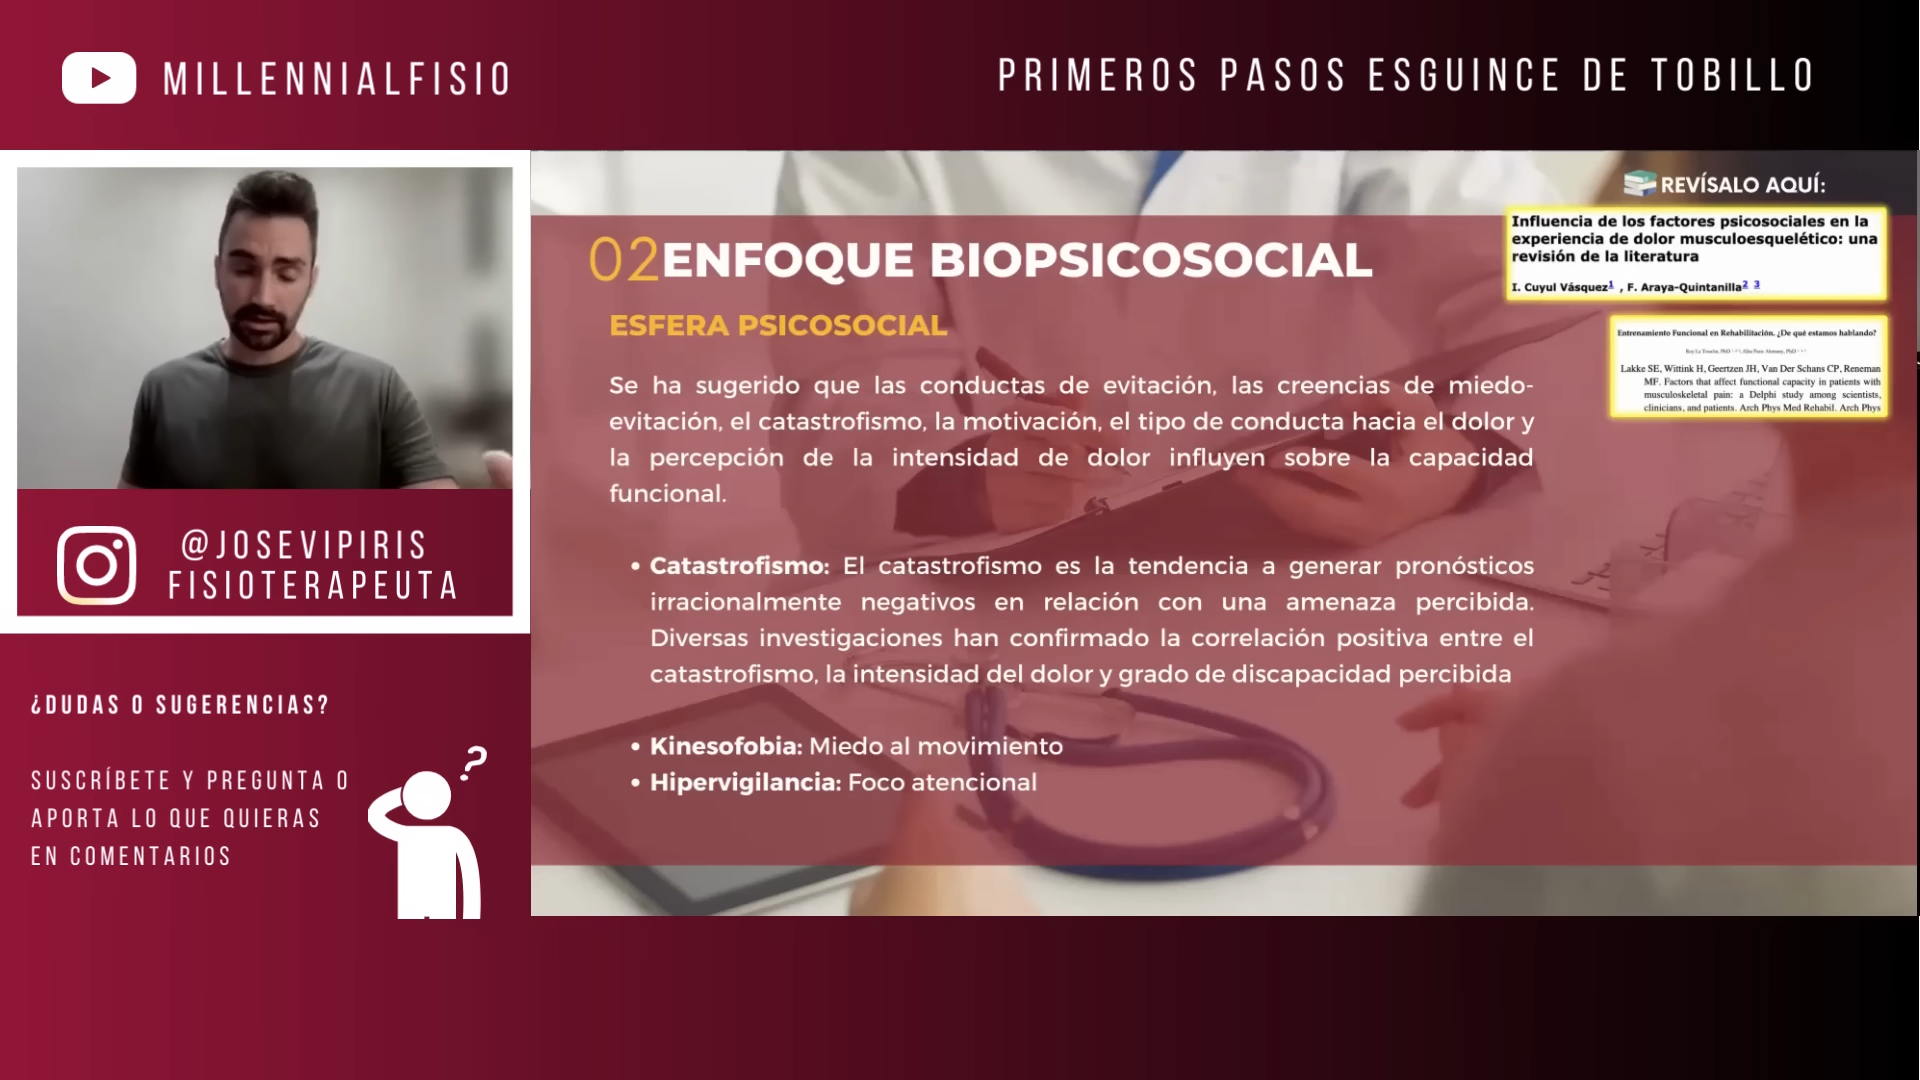 MILLENNIALFISIO
PRIMEROS PASOS ESGUINCE DE TOBILLO
@JOSEVIPIRIS
FISIOTERAPEUTA
¿DUDAS O SUGERENCIAS?
SUSCRÍBETE Y PREGUNTA O
APORTA LO QUE QUIERAS
EN COMENTARIOS
?
02 ENFOQUE BIOPSICOSOCIAL
ESFERA PSICOSOCIAL
Se ha sugerido que las conductas de evitación, las creencias de miedo-
evitación, el catastrofismo, la motivación, el tipo de conducta hacia el dolor y
la percepción de la intensidad de dolor influyen sobre la capacidad
funcional.
• Catastrofismo: El catastrofismo es la tendencia a generar pronósticos
irracionalmente negativos en relación con una amenaza percibida.
Diversas investigaciones han confirmado la correlación positiva entre el
catastrofismo, la intensidad del dolor y grado de discapacidad percibida
• Kinesofobia: Miedo al movimiento
• Hipervigilancia: Foco atencional
REVÍSALO AQUÍ:
Influencia de los factores psicosociales en la
experiencia de dolor musculoesquelético: una
revisión de la literatura
I. Cuyul Vásquez1 , F. Araya-Quintanilla2 3
Entrenamiento Funcional en Rehabilitación. ¿De qué estamos hablando?
Lakke SE, Wittink H, Geertzen JH, Van Der Schans CP, Reneman
MF. Factors that affect functional capacity in patients with
musculoskeletal pain: a Delphi study among scientists,
clinicians, and patients. Arch Phys Med Rehabil. Arch Phys